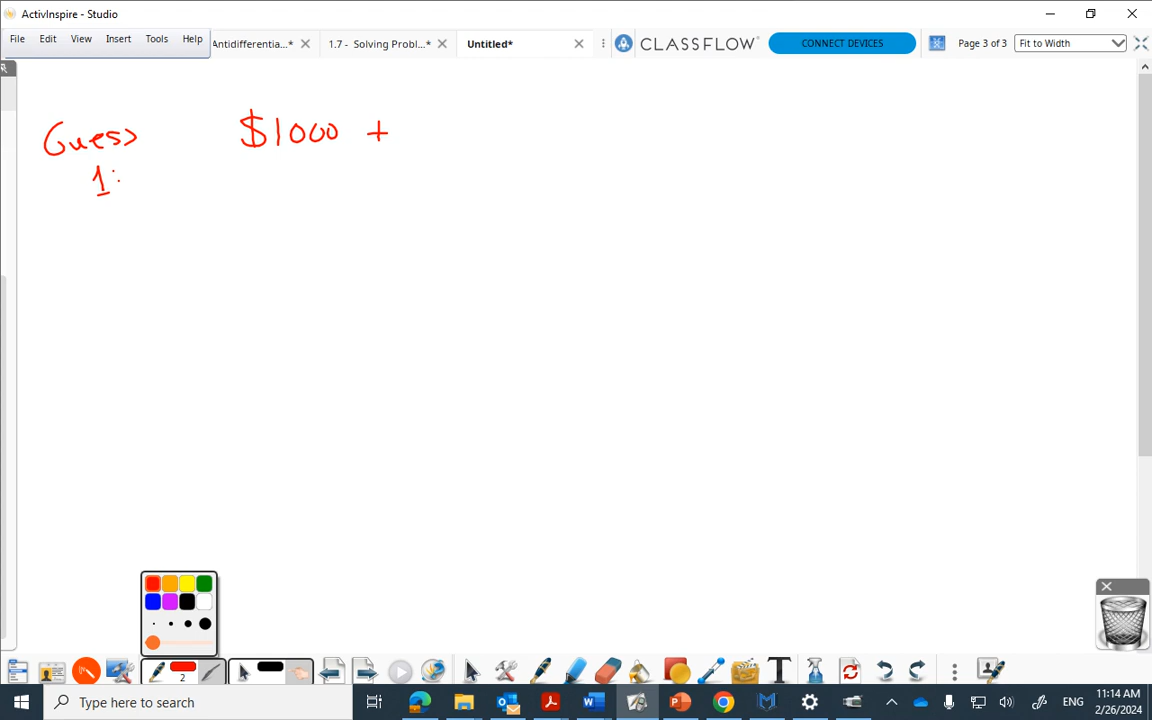 ActivInspire - Studio
File Edit View Insert Tools Help
Antidifferentia...* 1.7 - Solving Probl...* Untitled*
CLASSFLOW
CONNECT DEVICES
Page 3 of 3
Fit to Width
Guess $1000 +
1:
2
T
Type here to search
ENG
11:14 AM
2/26/2024